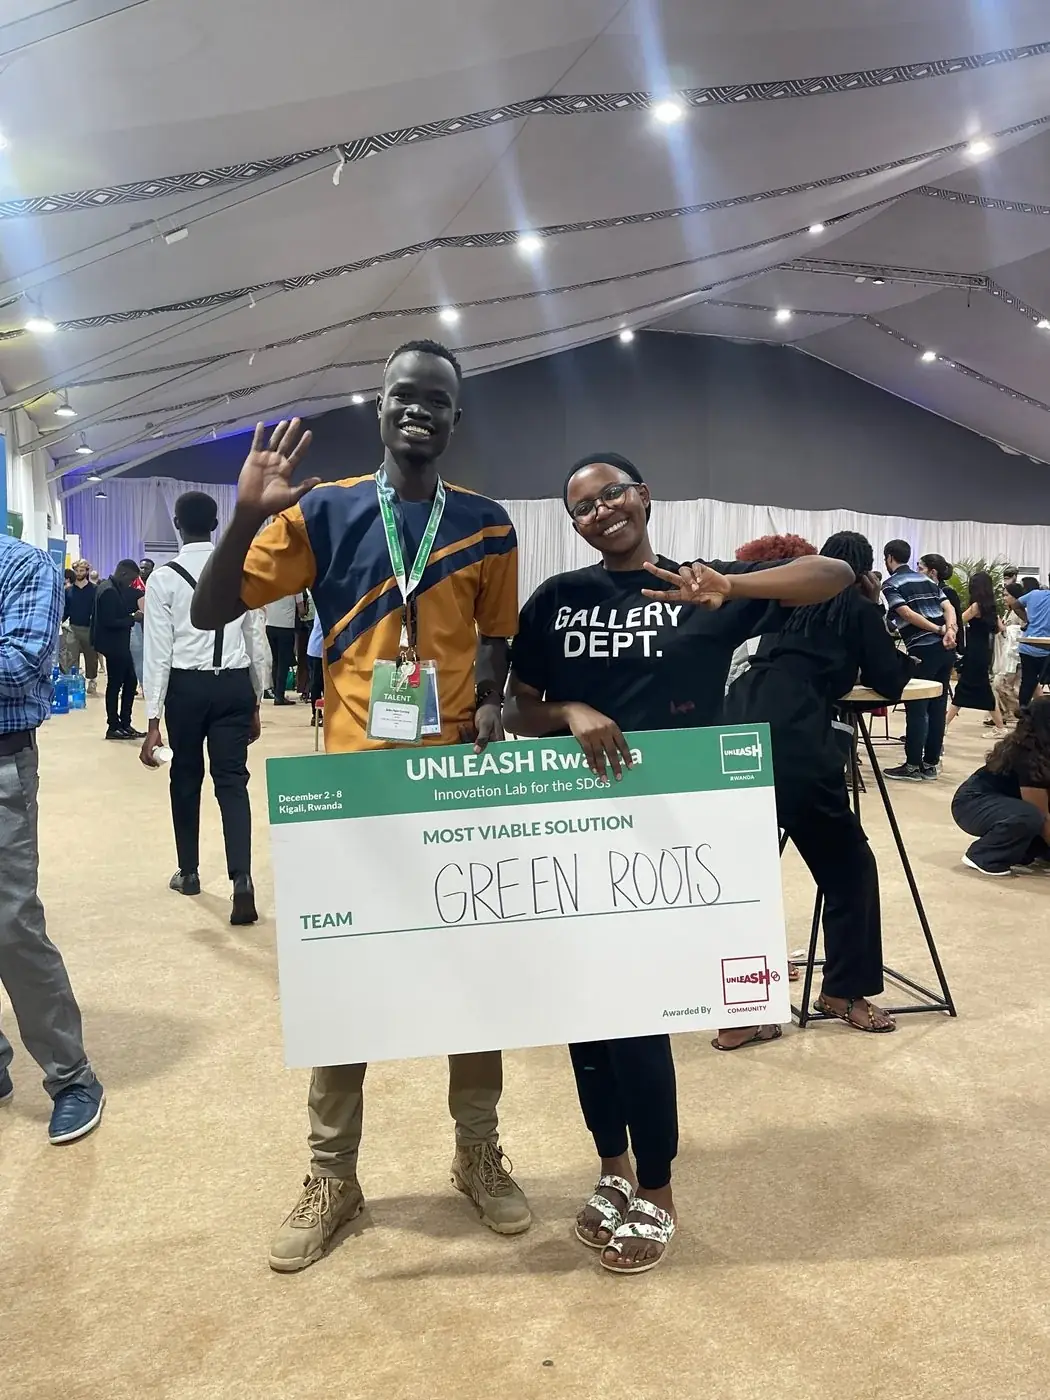 GALLERY
DEPT.
TALENT
UNLEASH Rwanda
Innovation Lab for the SDGs
December 2 - 8
Kigali, Rwanda
UNLEASH
RWANDA
MOST VIABLE SOLUTION
TEAM
GREEN ROOTS
Awarded By
UNLEASH
COMMUNITY